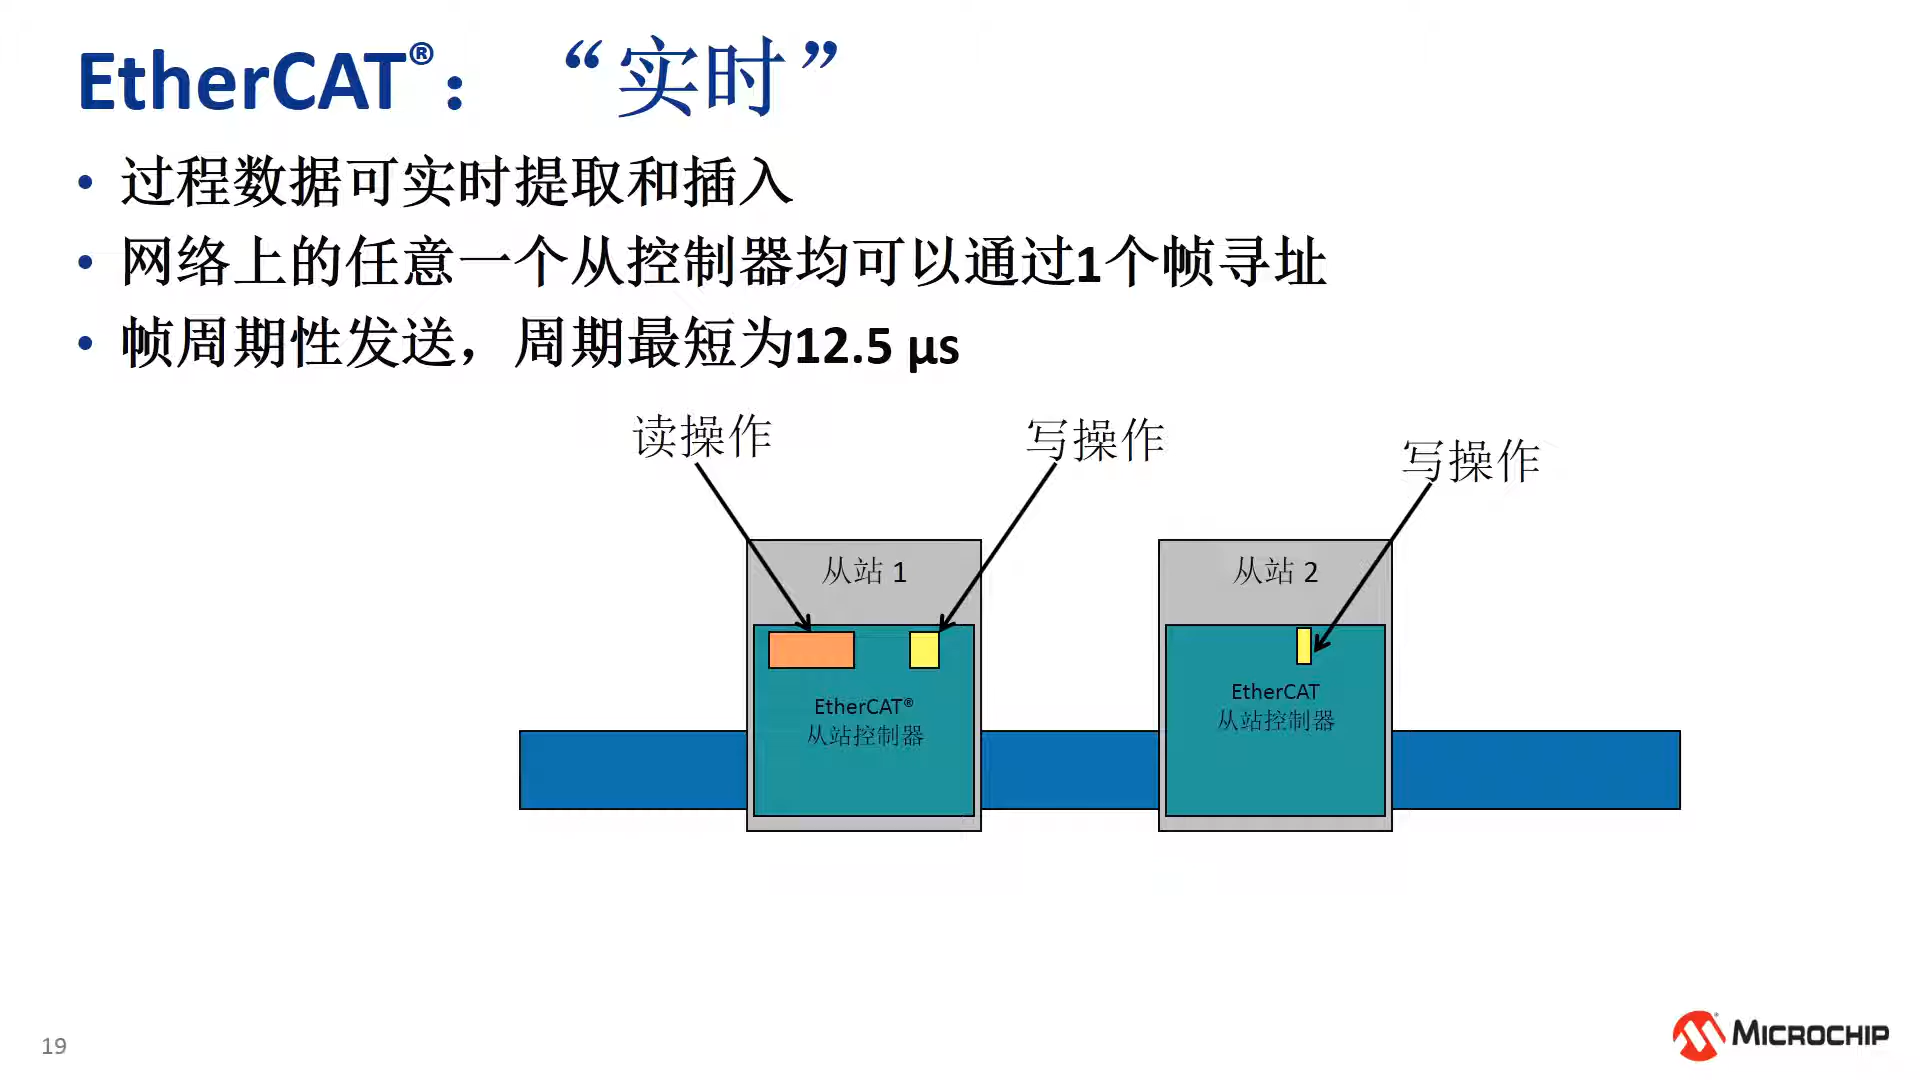 EtherCAT®：“实时”
• 过程数据可实时提取和插入
• 网络上的任意一个从控制器均可以通过1个帧寻址
• 帧周期性发送，周期最短为12.5 μs
读操作
写操作
写操作
从站 1
从站 2
EtherCAT®
从站控制器
EtherCAT
从站控制器
19
MICROCHIP